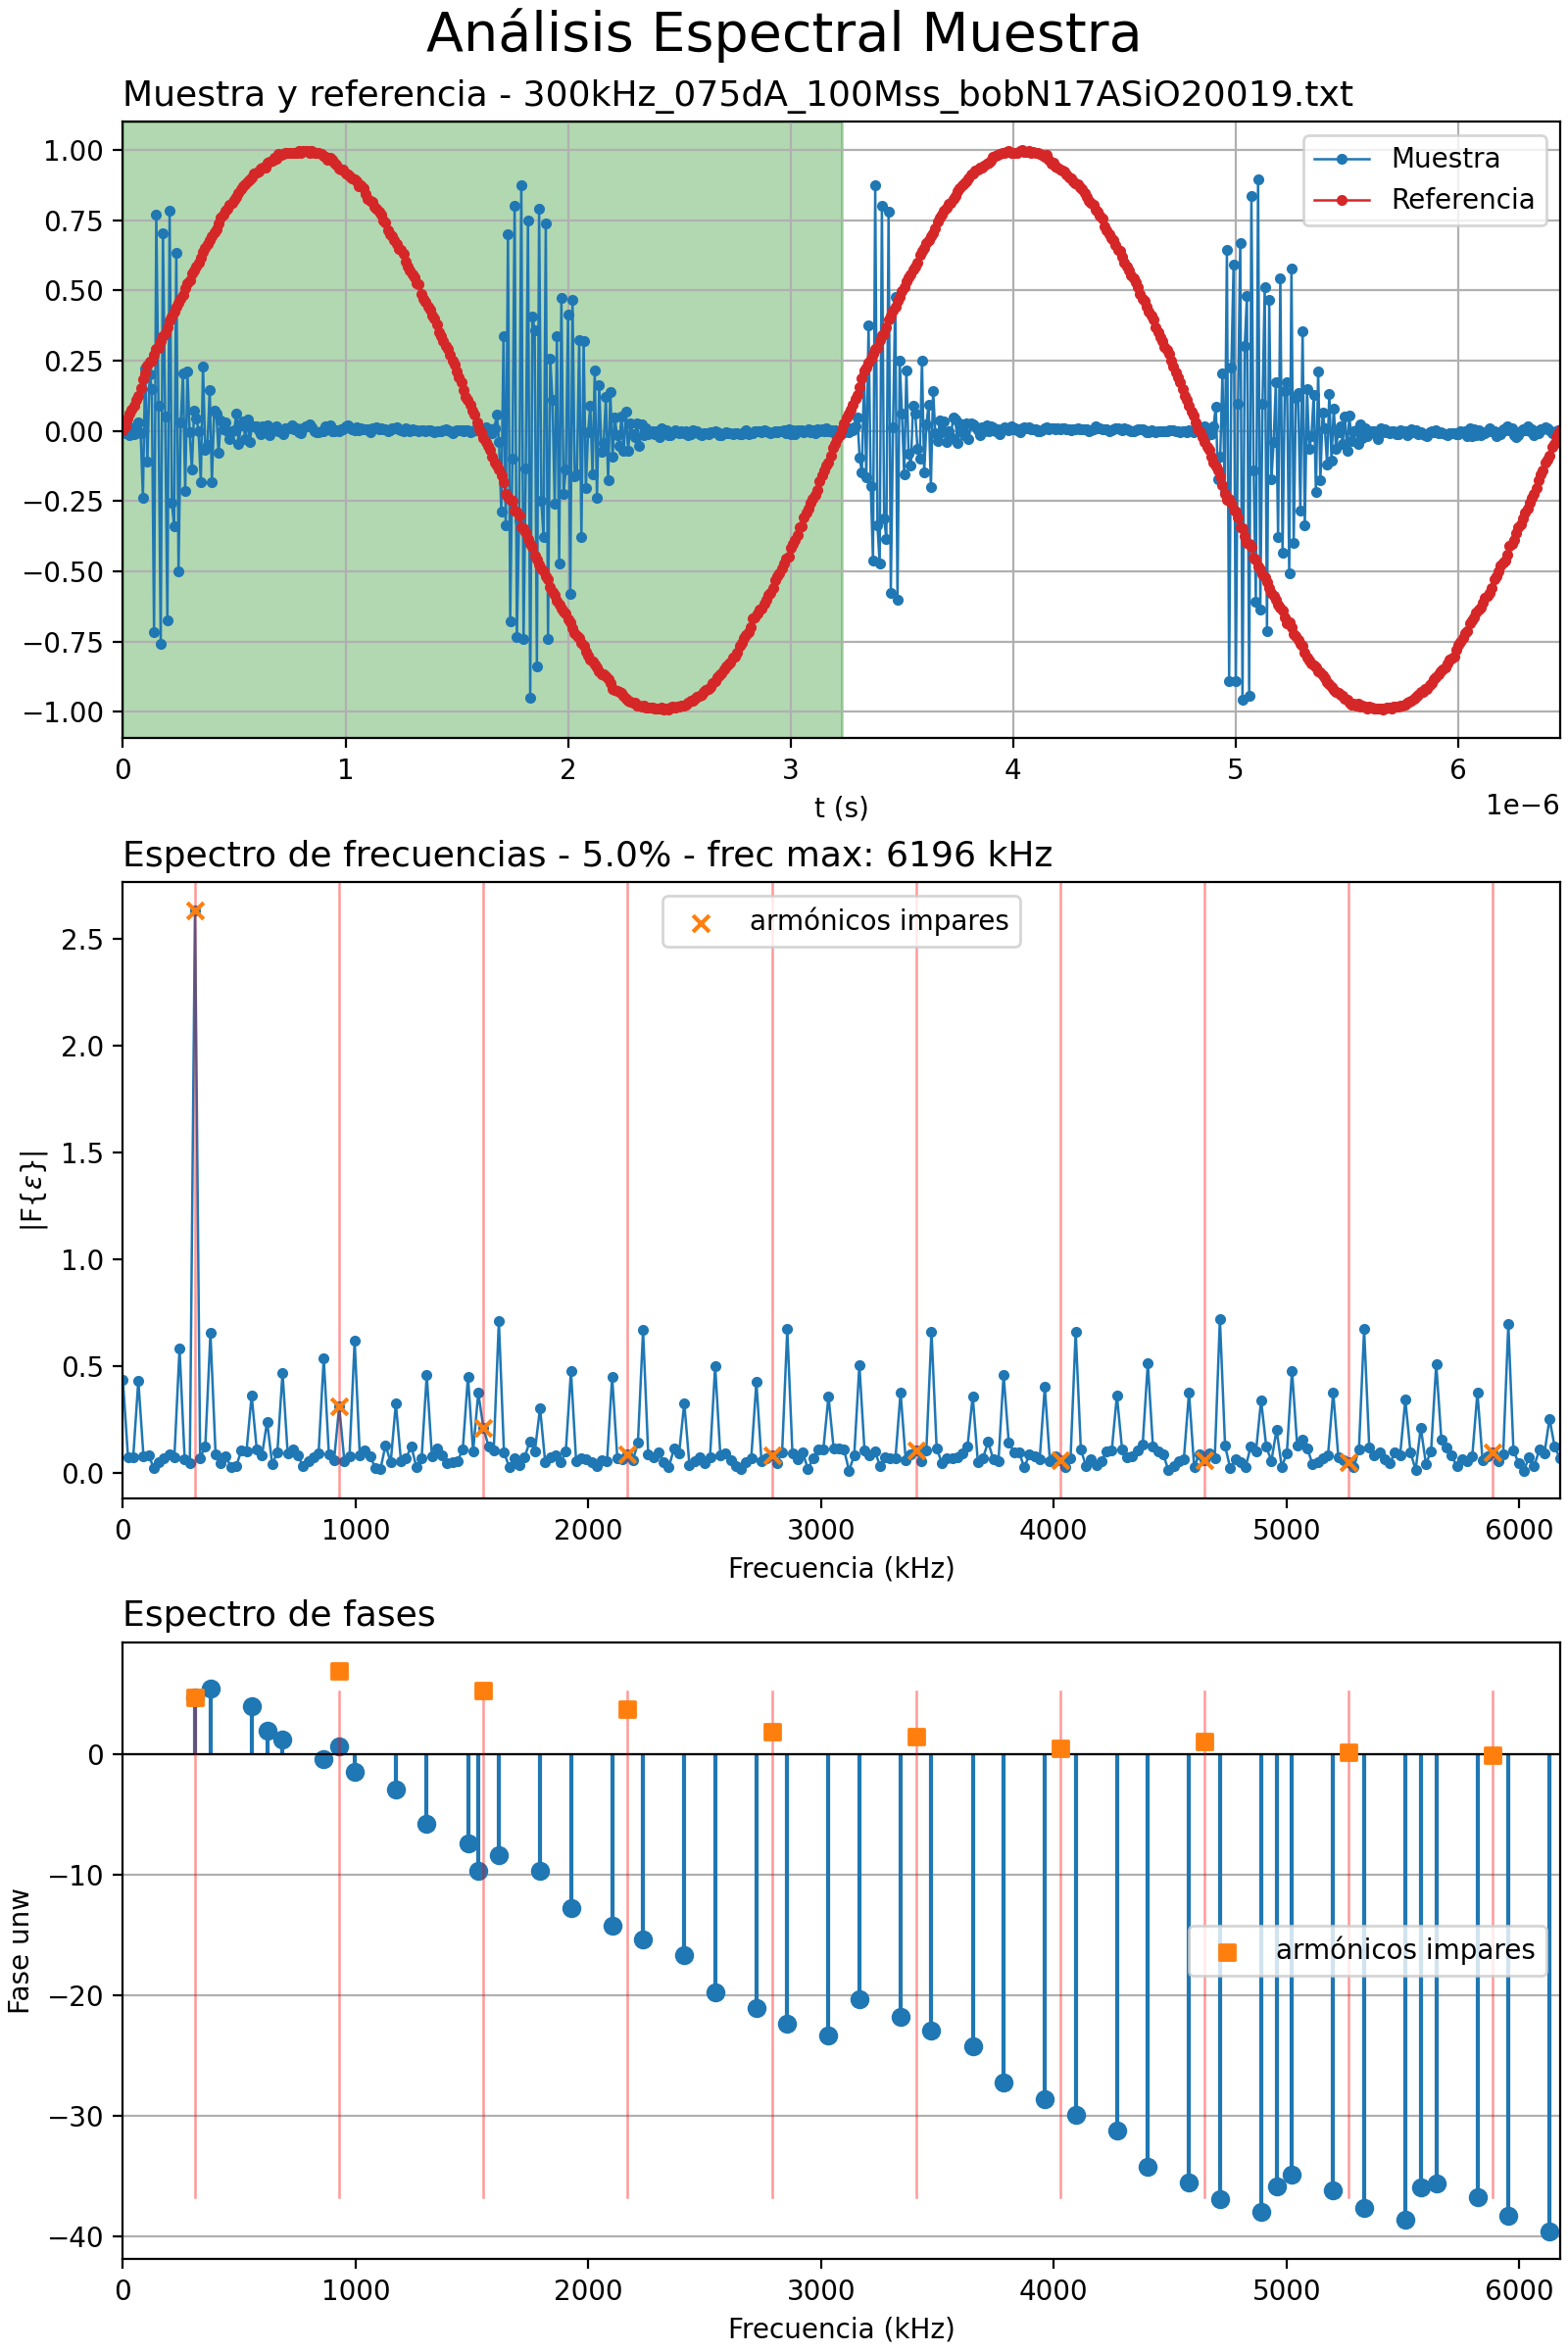 Análisis Espectral Muestra
Muestra y referencia - 300kHz_075dA_100Mss_bobN17ASiO20019.txt
1.00
0.75
0.50
0.25
0.00
−0.25
−0.50
−0.75
−1.00
Muestra
Referencia
0 1 2 3 4 5 6
t (s)
1e−6
Espectro de frecuencias - 5.0% - frec max: 6196 kHz
armónicos impares
|F{ε}|
2.5
2.0
1.5
1.0
0.5
0.0
0 1000 2000 3000 4000 5000 6000
Frecuencia (kHz)
Espectro de fases
Fase unw
0
−10
−20
−30
−40
armónicos impares
0 1000 2000 3000 4000 5000 6000
Frecuencia (kHz)